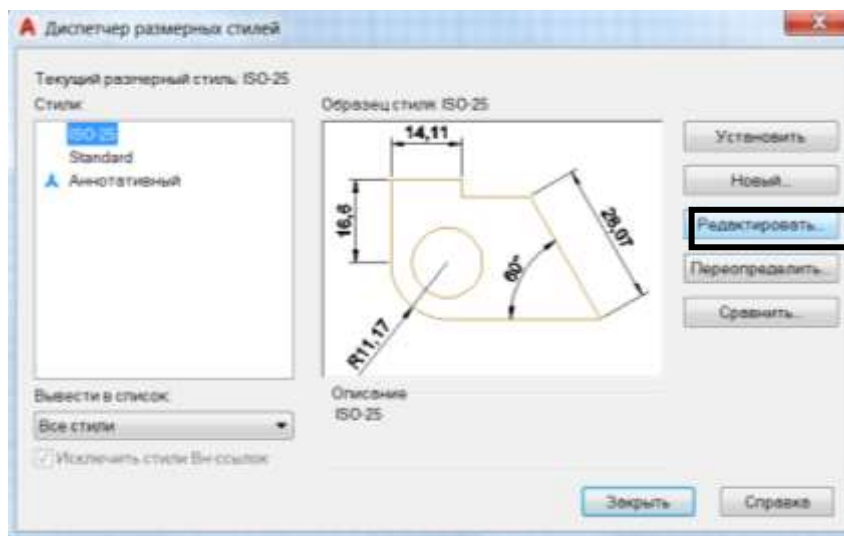 Диспетчер размерных стилей
Текущий размерный стиль: ISO-25
Стили:
ISO-25
Standard
Аннотативный
Образец стиля: ISO-25
14,11
16,6
R11,17
60°
28,07
Установить
Новый...
Редактировать...
Переопределить...
Сравнить...
Вывести в список:
Все стили
Исключить стили Вн-ссылок
Описание
ISO-25
Закрыть
Справка